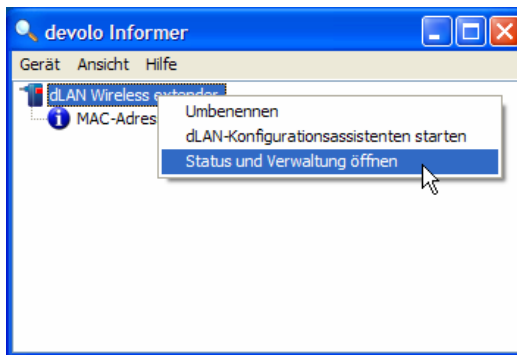 devolo Informer
Gerät Ansicht Hilfe
dLAN Wireless extender
MAC-Adres
Umbenennen
dLAN-Konfigurationsassistenten starten
Status und Verwaltung öffnen